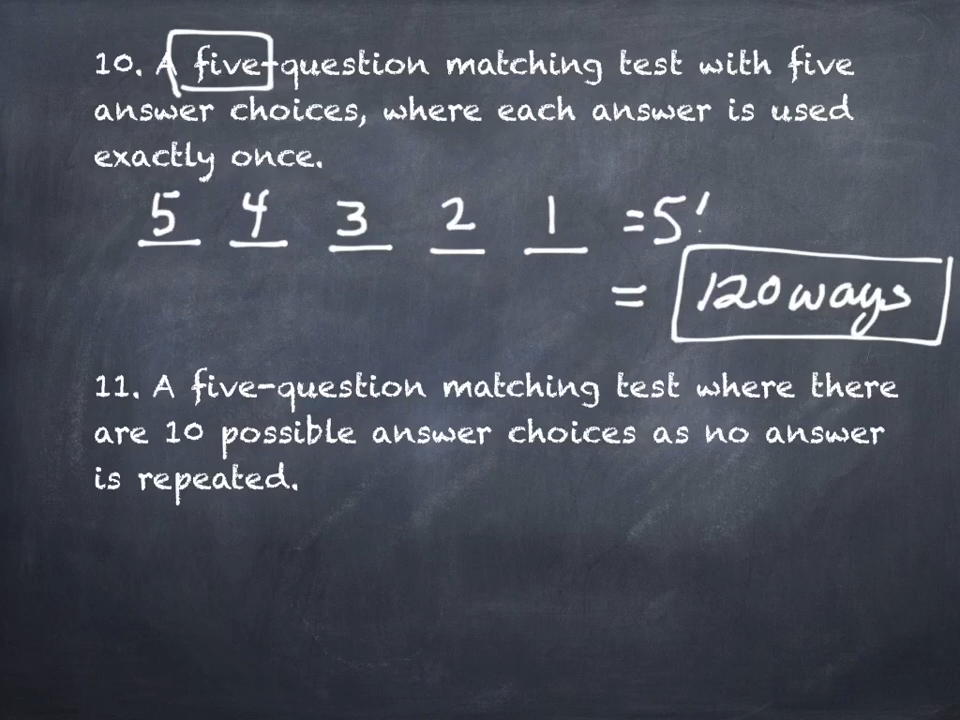 10. A five-question matching test with five
answer choices, where each answer is used
exactly once.
5 4 3 2 1 = 5!
= 120 ways
11. A five-question matching test where there
are 10 possible answer choices as no answer
is repeated.